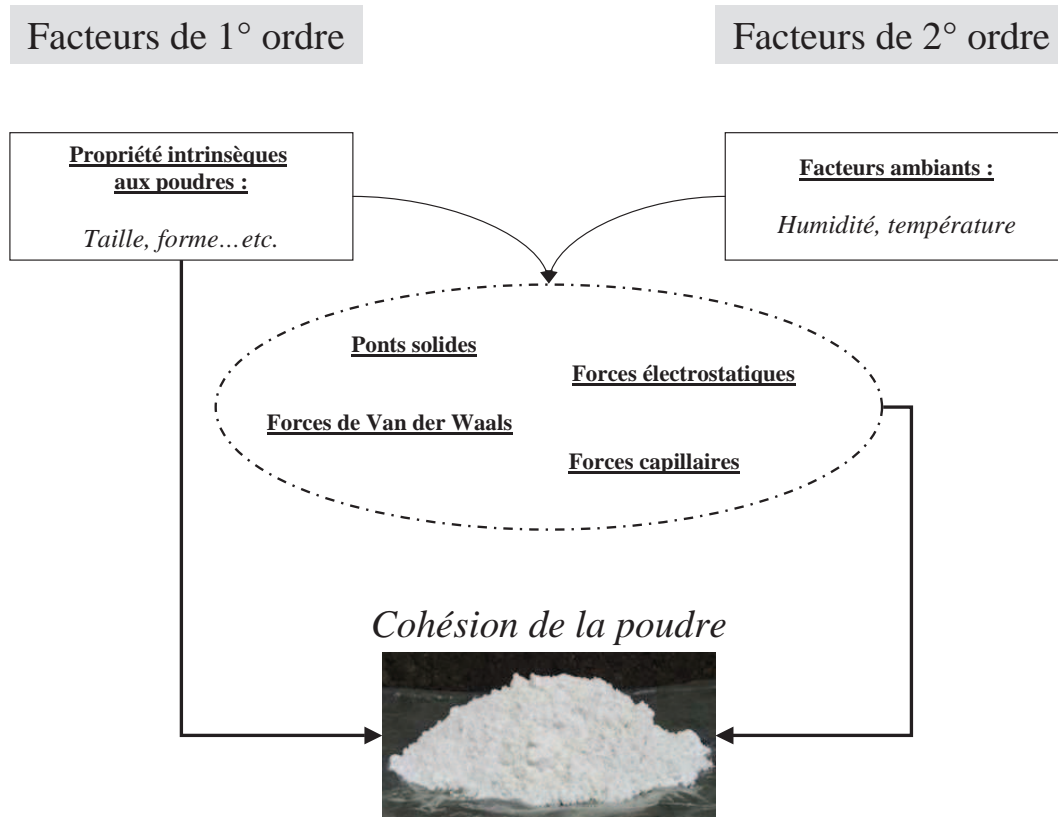 Facteurs de 1° ordre
Facteurs de 2° ordre
Propriété intrinsèques
aux poudres :
Taille, forme…etc.
Facteurs ambiants :
Humidité, température
Ponts solides
Forces électrostatiques
Forces de Van der Waals
Forces capillaires
Cohésion de la poudre